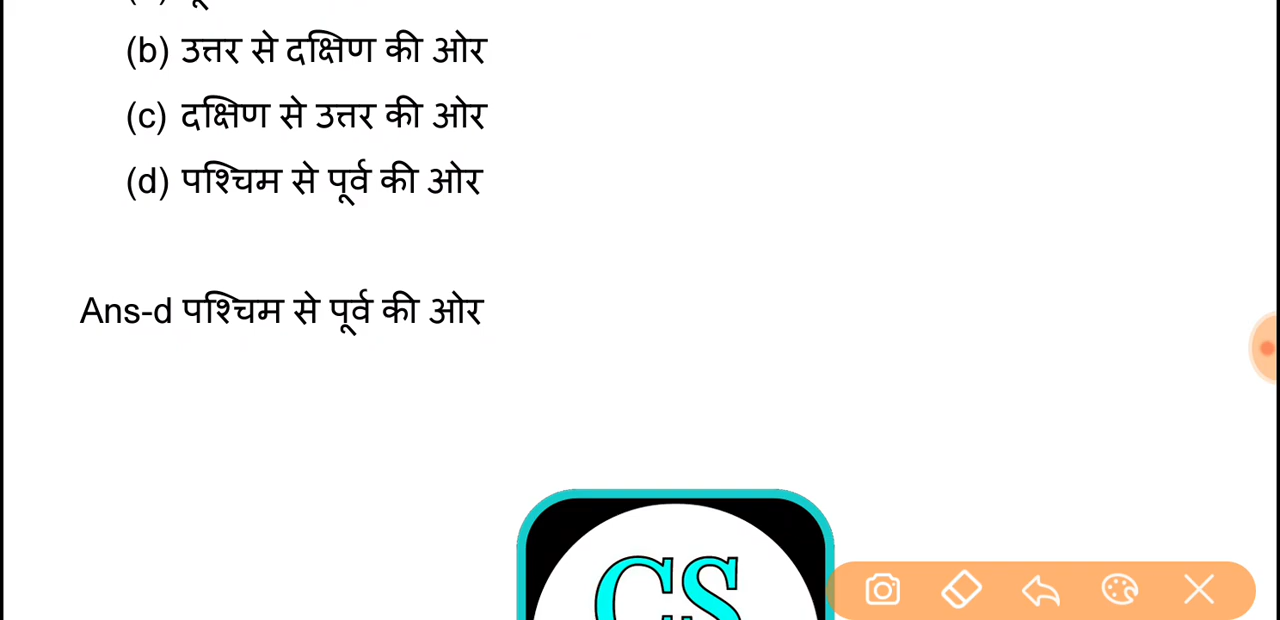 (b) उत्तर से दक्षिण की ओर
(c) दक्षिण से उत्तर की ओर
(d) पश्चिम से पूर्व की ओर
Ans-d पश्चिम से पूर्व की ओर
CS